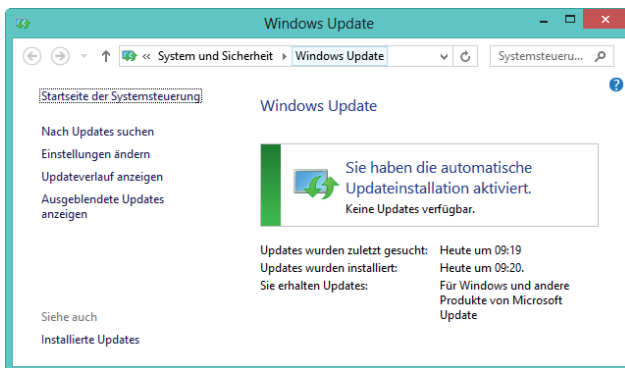 Windows Update
« System und Sicherheit Windows Update Systemsteueru...
Startseite der Systemsteuerung
Nach Updates suchen
Einstellungen ändern
Updateverlauf anzeigen
Ausgeblendete Updates
anzeigen
Siehe auch
Installierte Updates
Windows Update
Sie haben die automatische
Updateinstallation aktiviert.
Keine Updates verfügbar.
Updates wurden zuletzt gesucht: Heute um 09:19
Updates wurden installiert: Heute um 09:20.
Sie erhalten Updates: Für Windows und andere
Produkte von Microsoft
Update